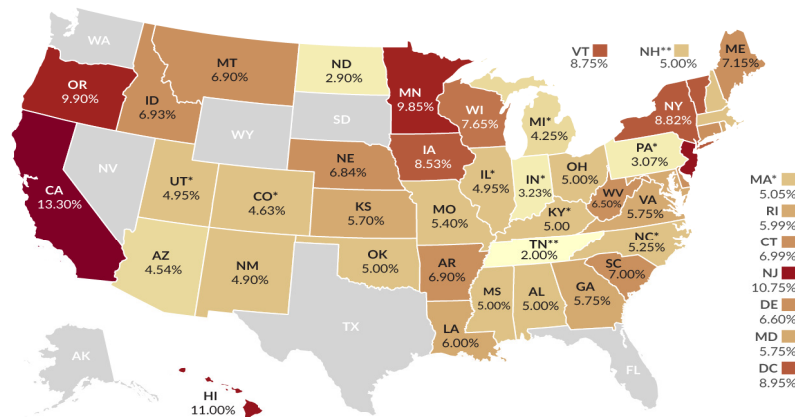 WA
OR
9.90%
CA
13.30%
NV
ID
6.93%
MT
6.90%
WY
UT*
4.95%
AZ
4.54%
CO*
4.63%
NM
4.90%
ND
2.90%
SD
NE
6.84%
KS
5.70%
OK
5.00%
TX
MN
9.85%
IA
8.53%
MO
5.40%
AR
6.90%
LA
6.00%
WI
7.65%
IL*
4.95%
MI*
4.25%
IN*
3.23%
OH
5.00%
KY*
5.00
TN**
2.00%
MS
5.00%
AL
5.00%
GA
5.75%
FL
SC
7.00%
NC*
5.25%
VA
5.75%
WV
6.50%
PA*
3.07%
NY
8.82%
ME
7.15%
VT
8.75%
NH**
5.00%
MA*
5.05%
RI
5.99%
CT
6.99%
NJ
10.75%
DE
6.60%
MD
5.75%
DC
8.95%
AK
HI
11.00%